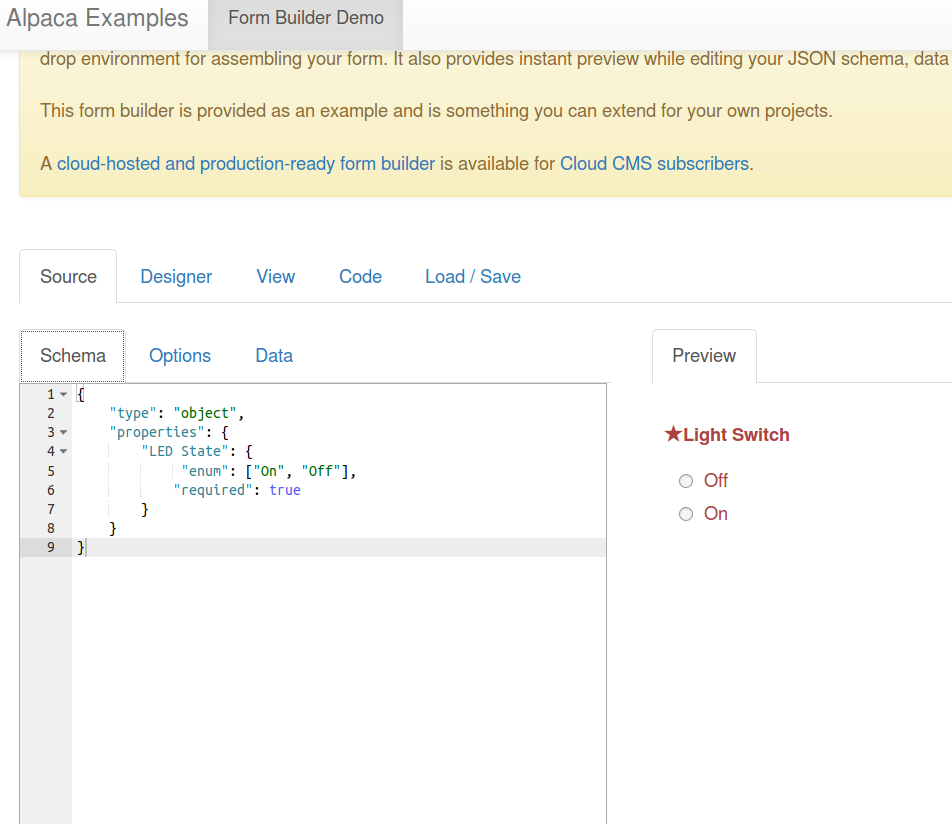 Alpaca Examples
Form Builder Demo
drop environment for assembling your form. It also provides instant preview while editing your JSON schema, data
This form builder is provided as an example and is something you can extend for your own projects.
A cloud-hosted and production-ready form builder is available for Cloud CMS subscribers.
Source Designer View Code Load / Save
Schema Options Data
Preview
1 {
2 "type": "object",
3 "properties": {
4 "LED State": {
5 "enum": ["On", "Off"],
6 "required": true
7 }
8 }
9 }
★Light Switch
Off
On